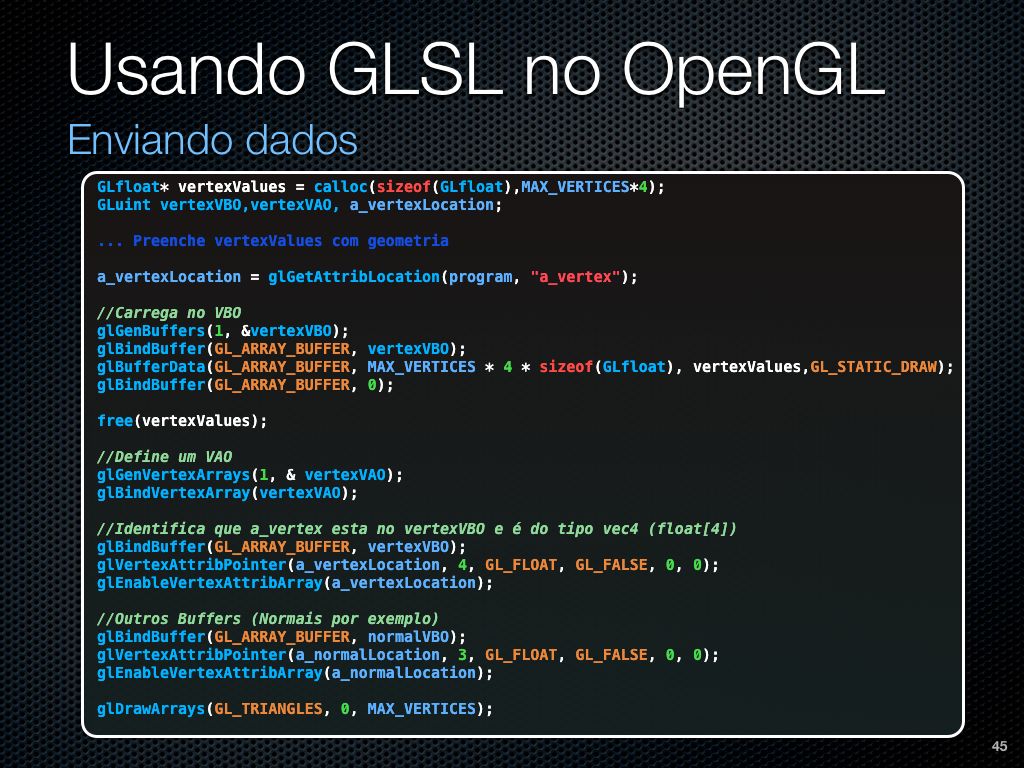 Usando GLSL no OpenGL
Enviando dados
GLfloat* vertexValues = calloc(sizeof(GLfloat),MAX_VERTICES*4);
GLuint vertexVBO,vertexVAO, a_vertexLocation;
... Preenche vertexValues com geometria
a_vertexLocation = glGetAttribLocation(program, "a_vertex");
//Carrega no VBO
glGenBuffers(1, &vertexVBO);
glBindBuffer(GL_ARRAY_BUFFER, vertexVBO);
glBufferData(GL_ARRAY_BUFFER, MAX_VERTICES * 4 * sizeof(GLfloat), vertexValues,GL_STATIC_DRAW);
glBindBuffer(GL_ARRAY_BUFFER, 0);
free(vertexValues);
//Define um VAO
glGenVertexArrays(1, & vertexVAO);
glBindVertexArray(vertexVAO);
//Identifica que a_vertex esta no vertexVBO e é do tipo vec4 (float[4])
glBindBuffer(GL_ARRAY_BUFFER, vertexVBO);
glVertexAttribPointer(a_vertexLocation, 4, GL_FLOAT, GL_FALSE, 0, 0);
glEnableVertexAttribArray(a_vertexLocation);
//Outros Buffers (Normais por exemplo)
glBindBuffer(GL_ARRAY_BUFFER, normalVBO);
glVertexAttribPointer(a_normalLocation, 3, GL_FLOAT, GL_FALSE, 0, 0);
glEnableVertexAttribArray(a_normalLocation);
glDrawArrays(GL_TRIANGLES, 0, MAX_VERTICES);
45